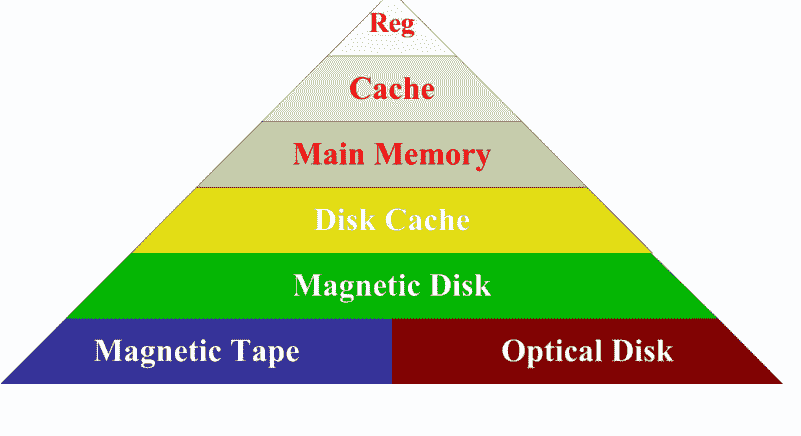 Reg
Cache
Main Memory
Disk Cache
Magnetic Disk
Magnetic Tape
Optical Disk